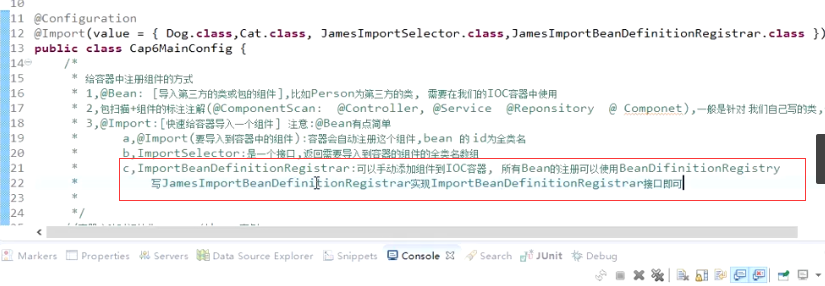 10
11 @Configuration
12 @Import(value = { Dog.class,Cat.class, JamesImportSelector.class,JamesImportBeanDefinitionRegistrar.class })
13 public class Cap6MainConfig {
14 /*
15 * 给容器中注册组件的方式
16 * 1,@Bean: [导入第三方的类或包的组件],比如Person为第三方的类, 需要在我们的IOC容器中使用
17 * 2,包扫描+组件的标注注解(@ComponentScan: @Controller, @Service @Reponsitory @ Componet),一般是针对 我们自己写的类,
18 * 3,@Import:[快速给容器导入一个组件] 注意:@Bean有点简单
19 * a,@Import(要导入到容器中的组件):容器会自动注册这个组件,bean 的 id为全类名
20 * b,ImportSelector:是一个接口,返回需要导入到容器的组件的全类名数组
21 * c,ImportBeanDefinitionRegistrar:可以手动添加组件到IOC容器, 所有Bean的注册可以使用BeanDifinitionRegistry
22 * 写JamesImportBeanDefinitionRegistrar实现ImportBeanDefinitionRegistrar接口即可
23 *
24 */
Markers Properties Servers Data Source Explorer Snippets Console Search JUnit Debug